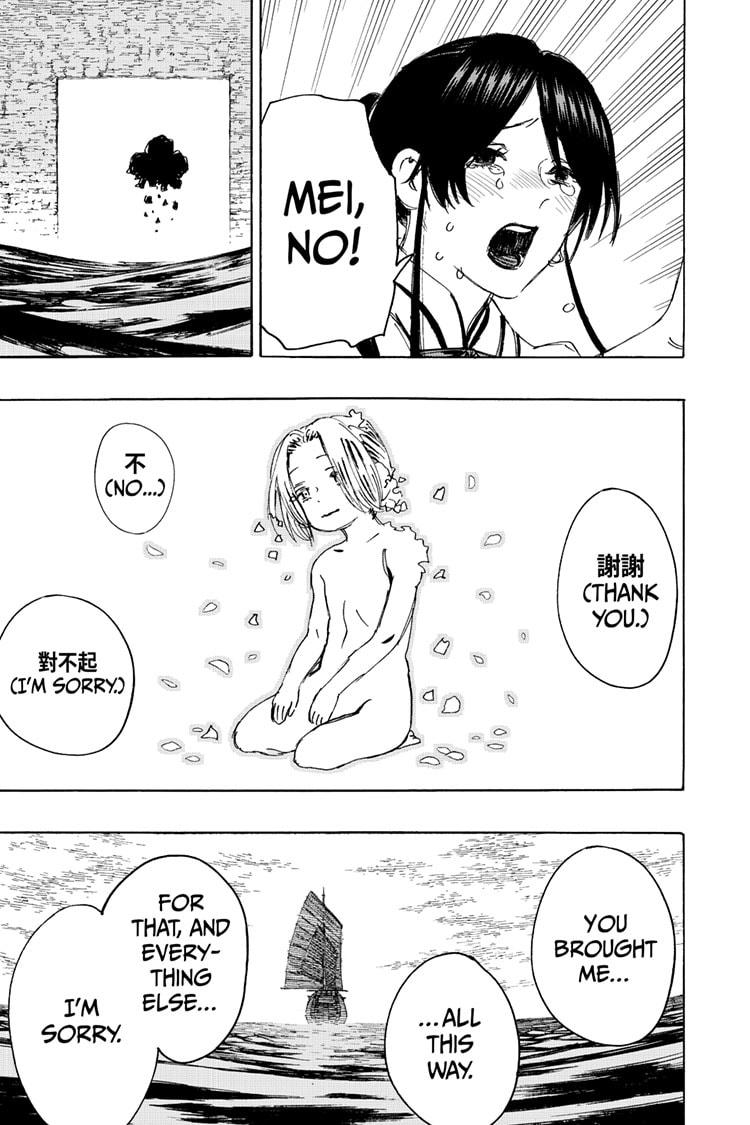 MEI,
NO!
謝謝
(THANK
YOU.)
不
(NO...)
對不起
(I'M SORRY.)
YOU
BROUGHT
ME...
...ALL
THIS
WAY.
FOR
THAT, AND
EVERY-
THING
ELSE...
I'M
SORRY.